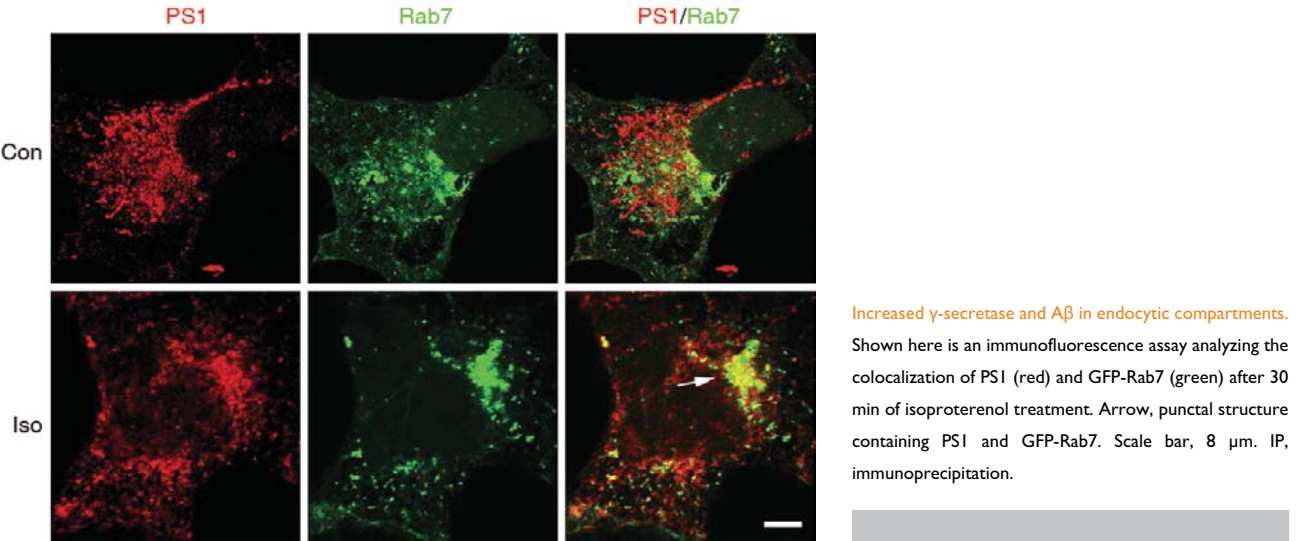 PS1 Rab7 PS1/Rab7
Con
Iso
Increased γ-secretase and Aβ in endocytic compartments.
Shown here is an immunofluorescence assay analyzing the
colocalization of PS1 (red) and GFP-Rab7 (green) after 30
min of isoproterenol treatment. Arrow, punctal structure
containing PS1 and GFP-Rab7. Scale bar, 8 µm. IP,
immunoprecipitation.